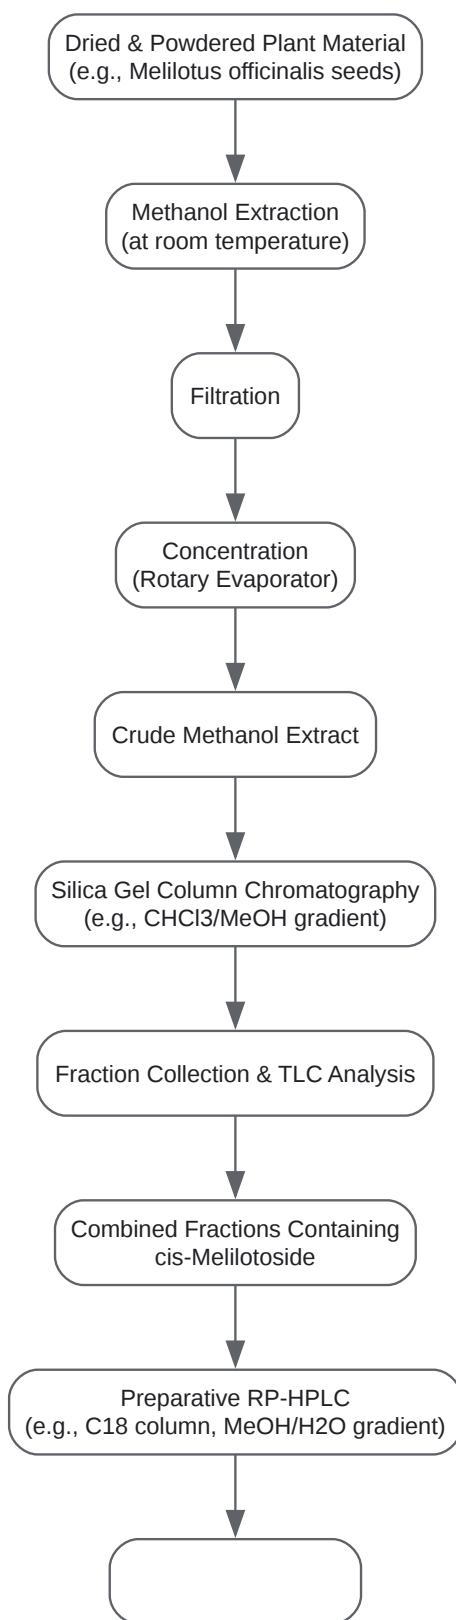 Dried & Powdered Plant Material
(e.g., Melilotus officinalis seeds)
Methanol Extraction
(at room temperature)
Filtration
Concentration
(Rotary Evaporator)
Crude Methanol Extract
Silica Gel Column Chromatography
(e.g., CHCl3/MeOH gradient)
Fraction Collection & TLC Analysis
Combined Fractions Containing
cis-Melilotoside
Preparative RP-HPLC
(e.g., C18 column, MeOH/H2O gradient)